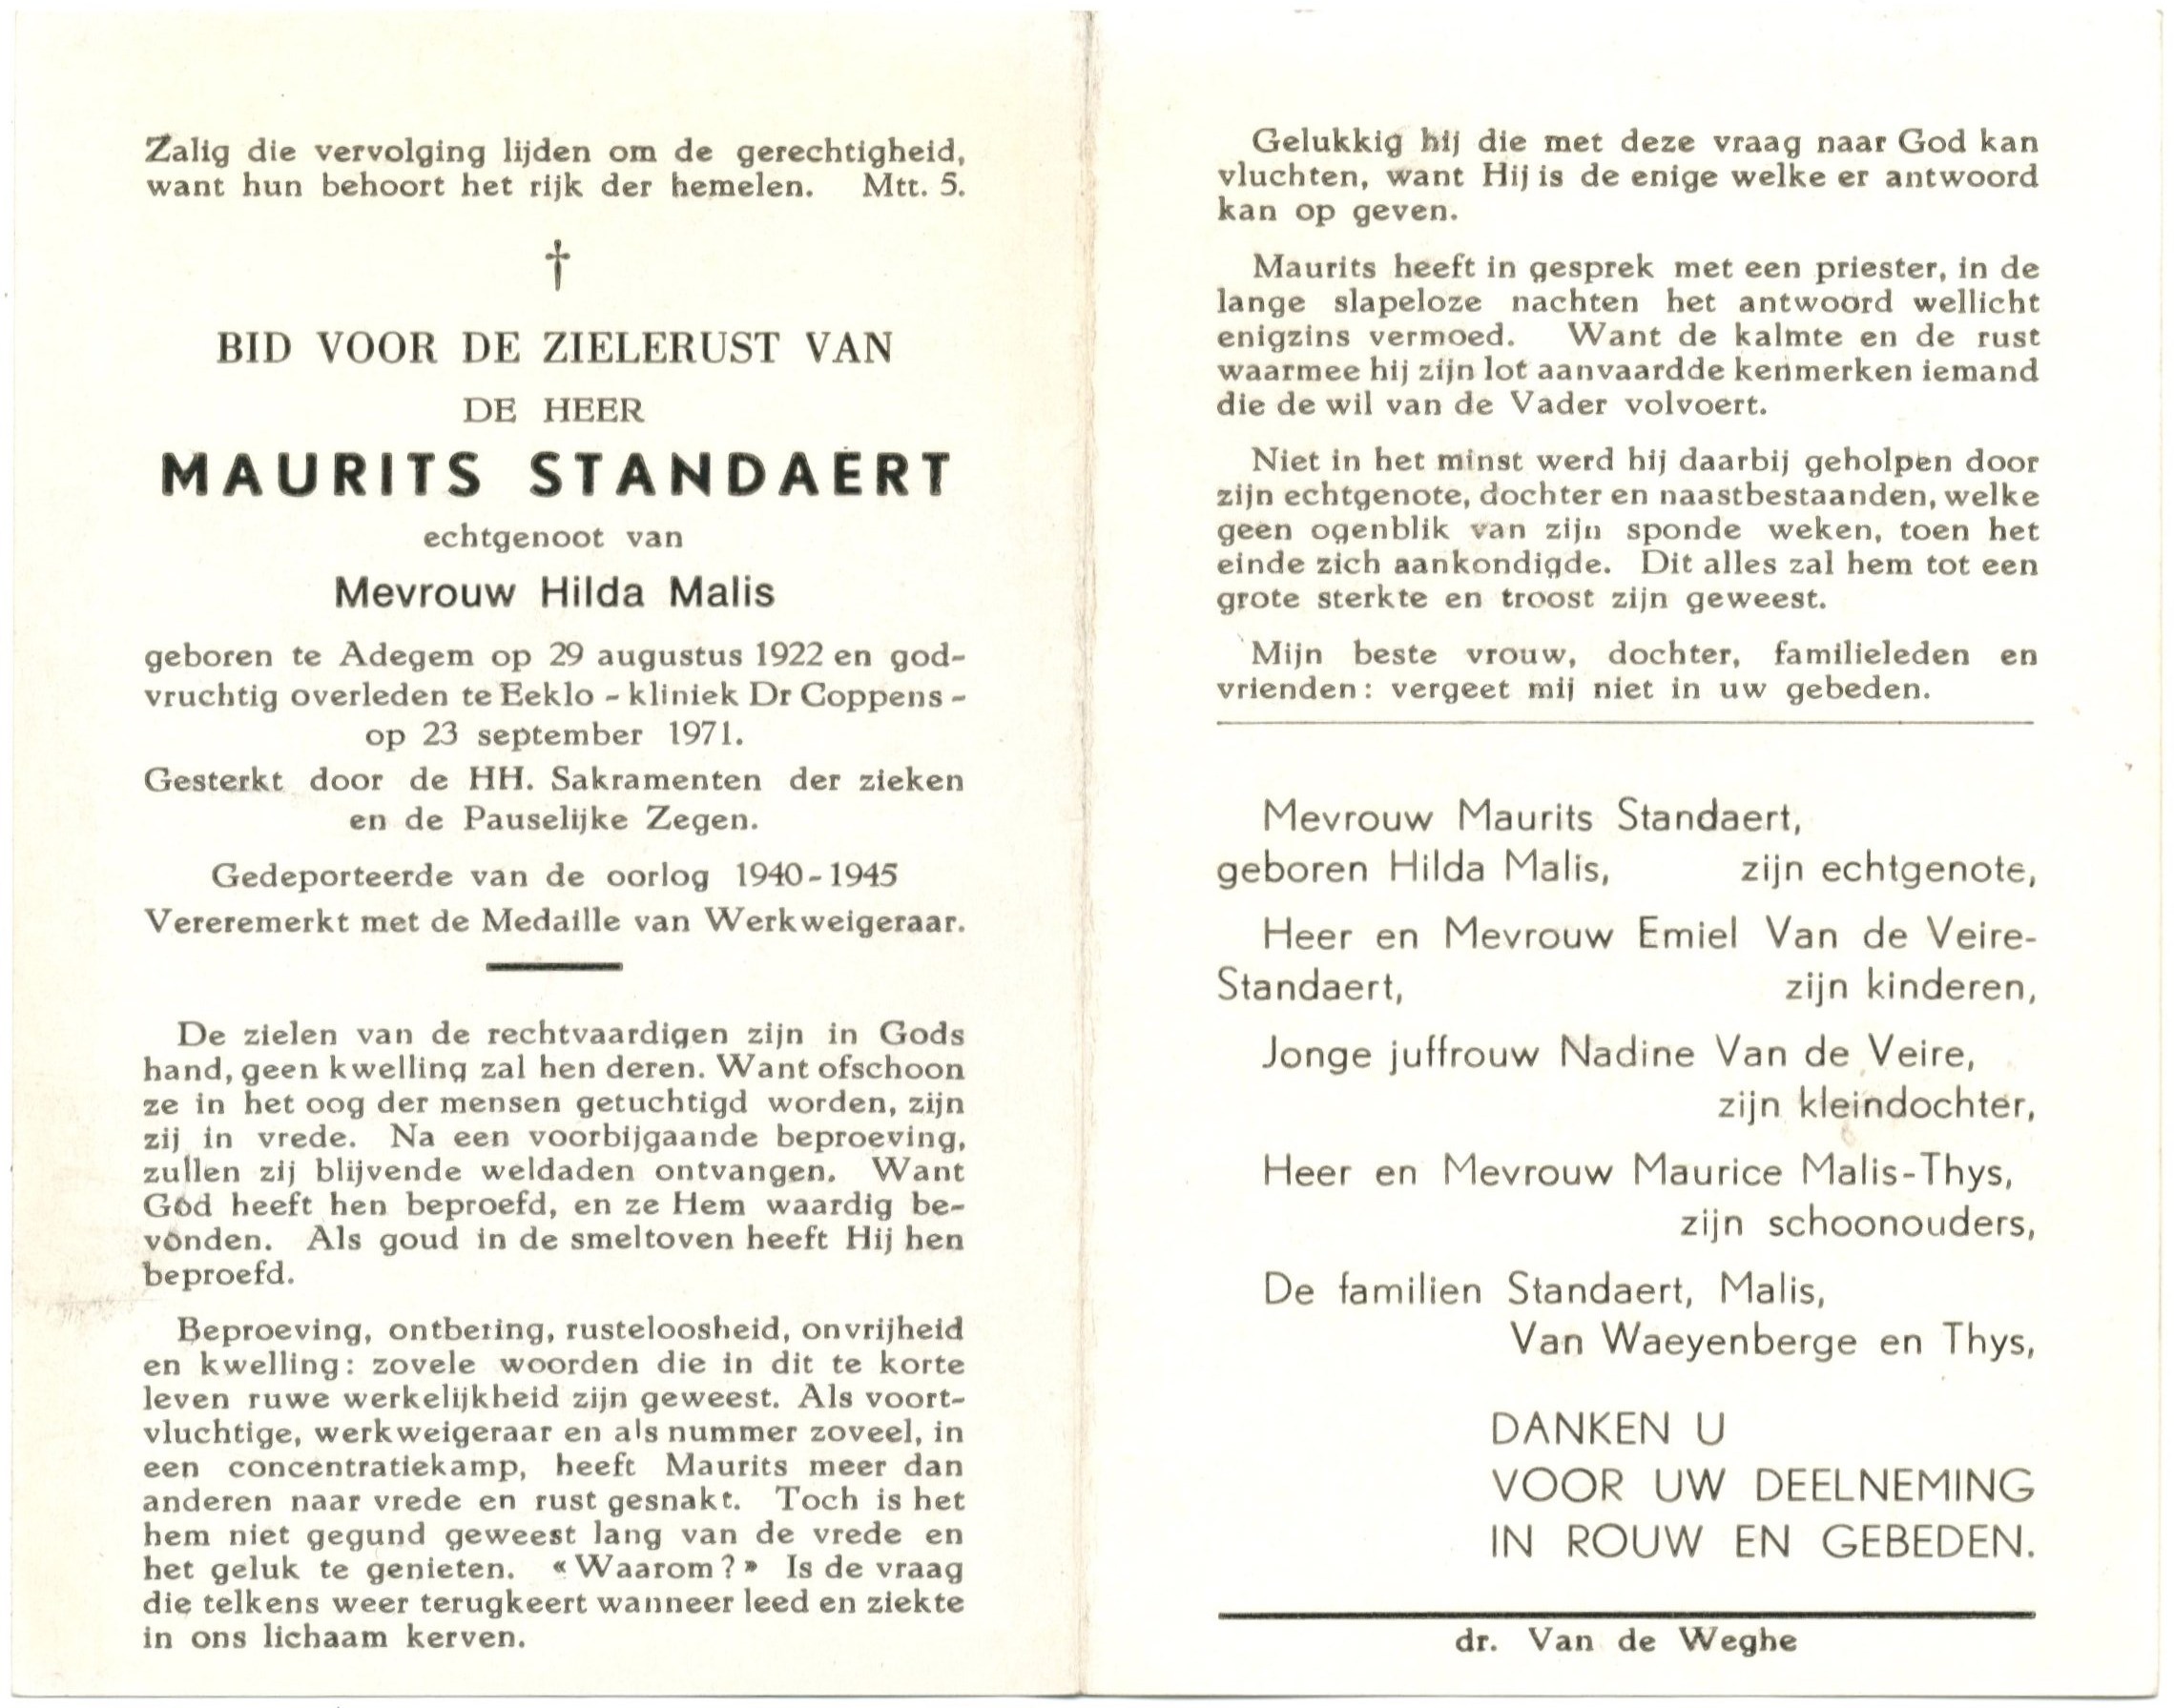 Zalig die vervolging lijden om de gerechtigheid,
want hun behoort het rijk der hemelen. Mtt. 5.
†
BID VOOR DE ZIELERUST VAN
DE HEER
MAURITS STANDAERT
echtgenoot van
Mevrouw Hilda Malis
geboren te Adegem op 29 augustus 1922 en god-
vruchtig overleden te Eeklo - kliniek Dr Coppens -
op 23 september 1971.
Gesterkt door de HH. Sakramenten der zieken
en de Pauselijke Zegen.
Gedeporteerde van de oorlog 1940-1945
Vereremerkt met de Medaille van Werkweigeraar.
De zielen van de rechtvaardigen zijn in Gods
hand, geen kwelling zal hen deren. Want ofschoon
ze in het oog der mensen getuchtigd worden, zijn
zij in vrede. Na een voorbijgaande beproeving,
zullen zij blijvende weldaden ontvangen. Want
God heeft hen beproefd, en ze Hem waardig be-
vonden. Als goud in de smeltoven heeft Hij hen
beproefd.
Beproeving, ontbering, rusteloosheid, onvrijheid
en kwelling: zovele woorden die in dit te korte
leven ruwe werkelijkheid zijn geweest. Als voort-
vluchtige, werkweigeraar en als nummer zoveel, in
een concentratiekamp, heeft Maurits meer dan
anderen naar vrede en rust gesnakt. Toch is het
hem niet gegund geweest lang van de vrede en
het geluk te genieten. «Waarom?» Is de vraag
die telkens weer terugkeert wanneer leed en ziekte
in ons lichaam kerven.
Gelukkig hij die met deze vraag naar God kan
vluchten, want Hij is de enige welke er antwoord
kan op geven.
Maurits heeft in gesprek met een priester, in de
lange slapeloze nachten het antwoord wellicht
enigzins vermoed. Want de kalmte en de rust
waarmee hij zijn lot aanvaardde kenmerken iemand
die de wil van de Vader volvoert.
Niet in het minst werd hij daarbij geholpen door
zijn echtgenote, dochter en naastbestaanden, welke
geen ogenblik van zijn sponde weken, toen het
einde zich aankondigde. Dit alles zal hem tot een
grote sterkte en troost zijn geweest.
Mijn beste vrouw, dochter, familieleden en
vrienden: vergeet mij niet in uw gebeden.
Mevrouw Maurits Standaert,
geboren Hilda Malis, zijn echtgenote,
Heer en Mevrouw Emiel Van de Veire-
Standaert, zijn kinderen,
Jonge juffrouw Nadine Van de Veire,
zijn kleindochter,
Heer en Mevrouw Maurice Malis-Thys,
zijn schoonouders,
De familien Standaert, Malis,
Van Waeyenberge en Thys,
DANKEN U
VOOR UW DEELNEMING
IN ROUW EN GEBEDEN.
dr. Van de Weghe